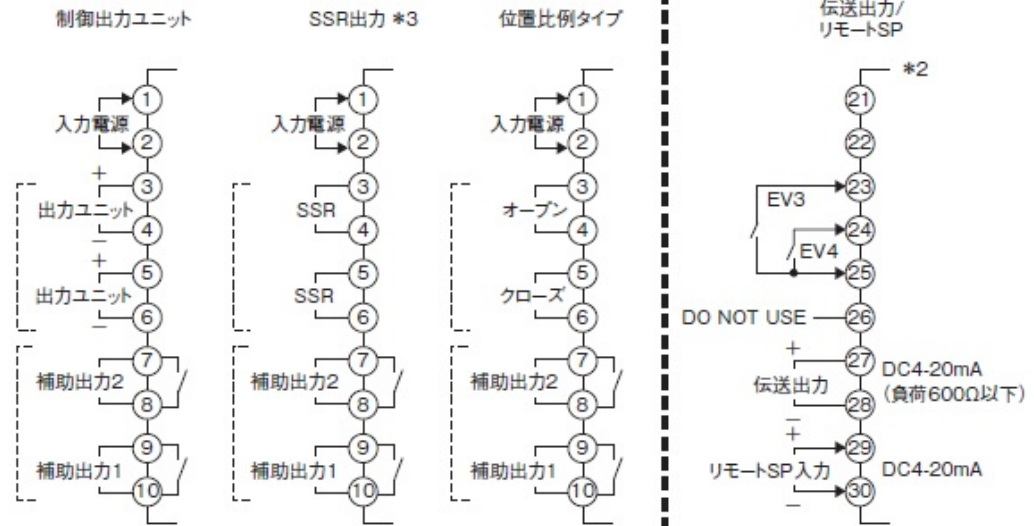 制御出力ユニット
1
入力電源
2
+
3
出力ユニット
4
−
+
5
出力ユニット
6
−
7
補助出力2
8
9
補助出力1
10
SSR出力 *3
1
入力電源
2
3
SSR
4
5
SSR
6
7
補助出力2
8
9
補助出力1
10
位置比例タイプ
1
入力電源
2
3
オープン
4
5
クローズ
6
7
補助出力2
8
9
補助出力1
10
伝送出力/
リモートSP
*2
21
22
23
EV3
24
EV4
25
DO NOT USE 26
+
27
DC4-20mA
伝送出力
(負荷600Ω以下)
28
−
+
29
リモートSP入力
DC4-20mA
30
−